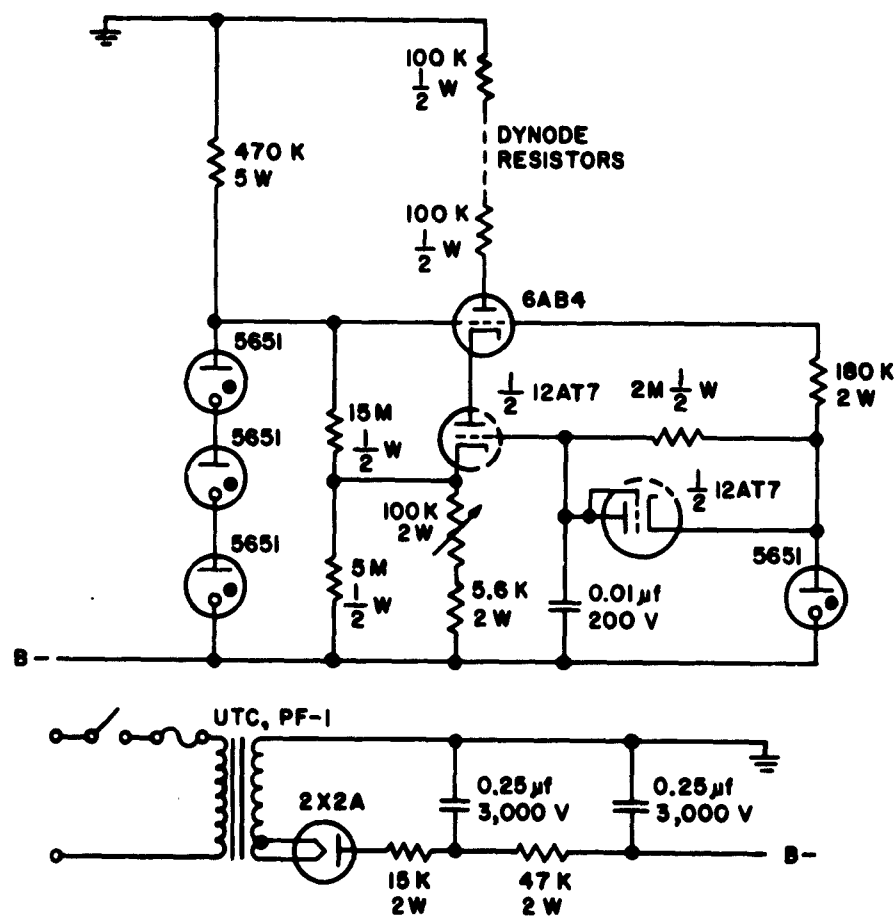 100 K
1/2 W
DYNODE
RESISTORS
470 K
5 W
100 K
1/2 W
6AB4
5651
180 K
2 W
1/2 12AT7
2M 1/2 W
15 M
1/2 W
5651
1/2 12AT7
100 K
2 W
5651
5651
5 M
1/2 W
5.6 K
2 W
0.01 µf
200 V
B-
UTC, PF-1
2X2A
0.25 µf
3,000 V
0.25 µf
3,000 V
15 K
2 W
47 K
2 W
B-